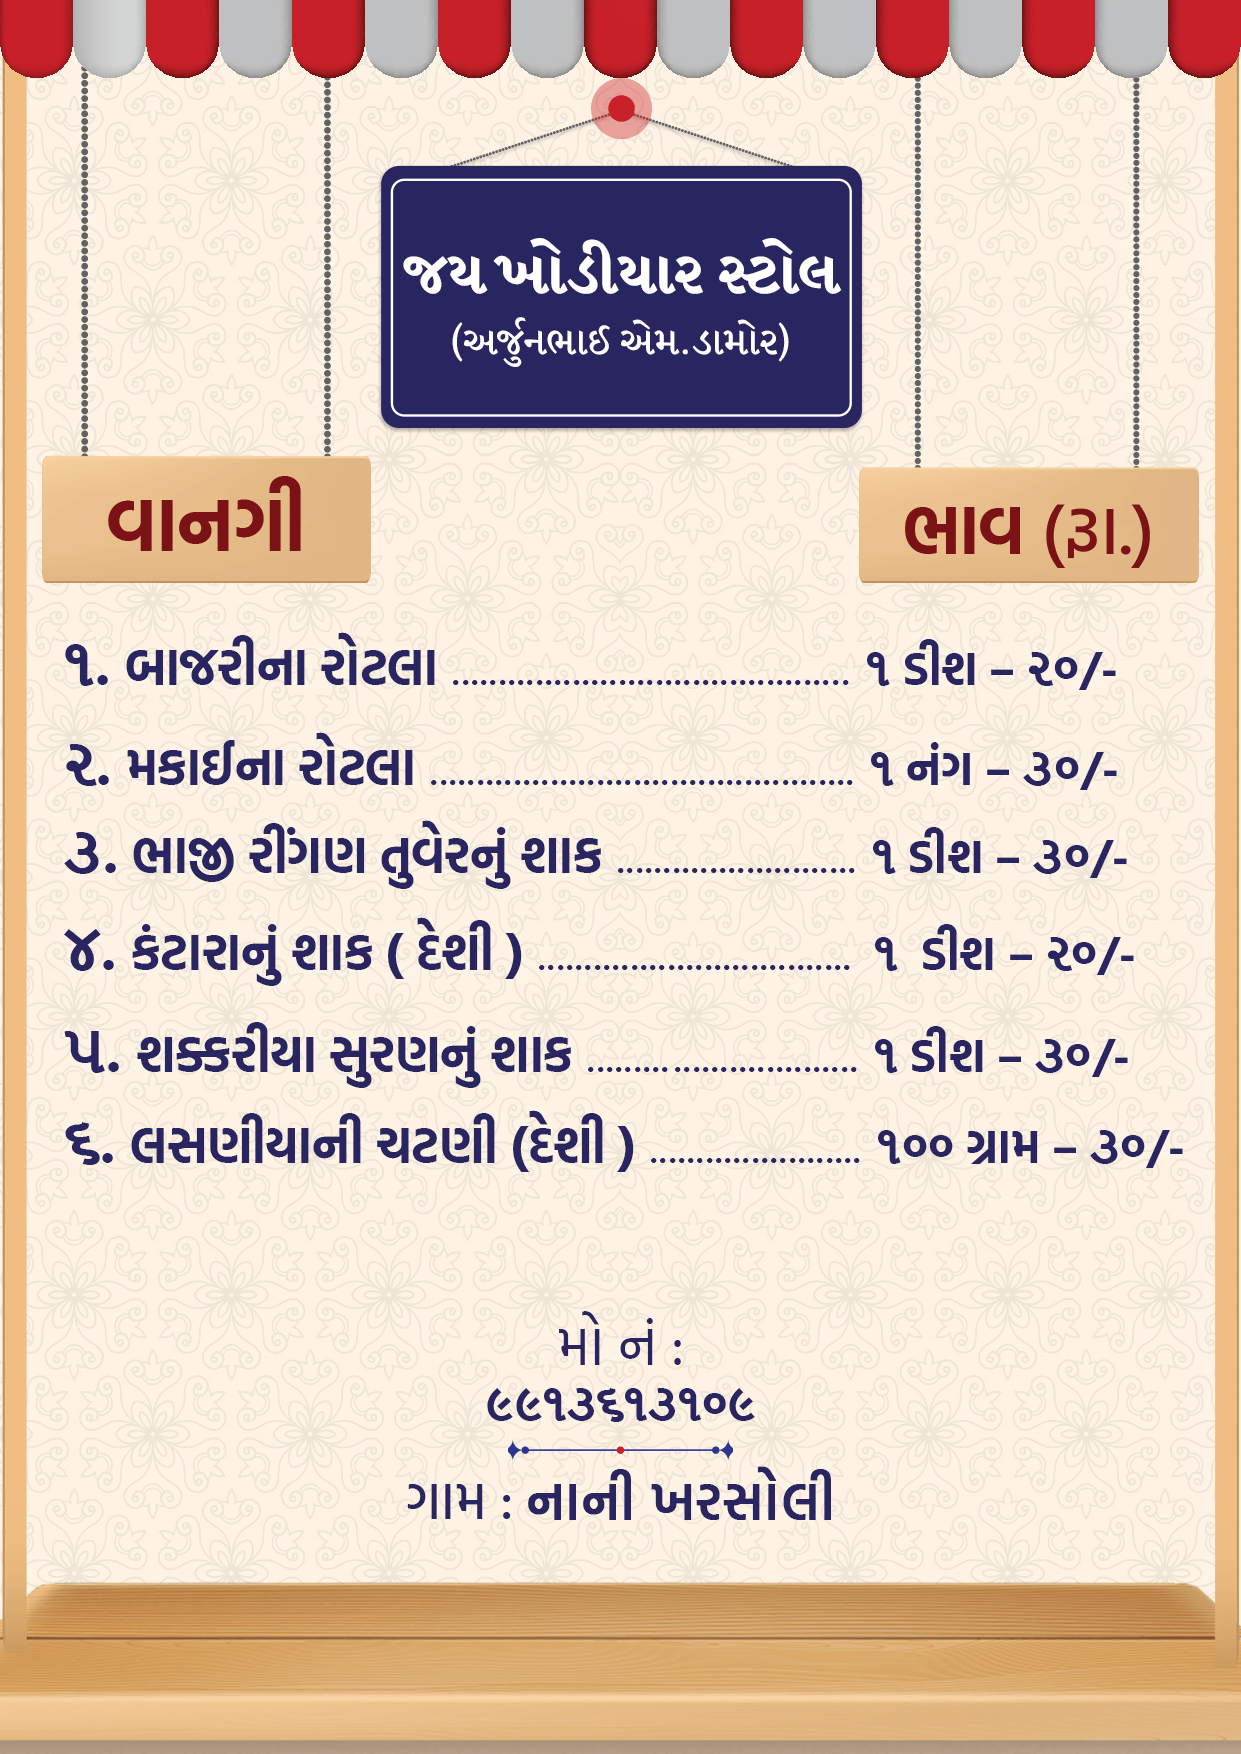 જય ખોડીયાર સ્ટોલ
(અર્જુનભાઈ એમ.ડામોર)
વાનગી ભાવ (રૂા.)
૧. બાજરીના રોટલા ........................................... ૧ ડીશ – ૨૦/-
૨. મકાઈના રોટલા .............................................. ૧ નંગ – ૩૦/-
૩. ભાજી રીંગણ તુવેરનું શાક .......................... ૧ ડીશ – ૩૦/-
૪. કંટારાનું શાક ( દેશી ) .................................. ૧ ડીશ – ૨૦/-
૫. શક્કરીયા સુરણનું શાક ............................. ૧ ડીશ – ૩૦/-
૬. લસણીયાની ચટણી (દેશી ) ....................... ૧૦૦ ગ્રામ – ૩૦/-
મો નં :
૯૯૧૩૬૧૩૧૦૯
ગામ : નાની ખરસોલી